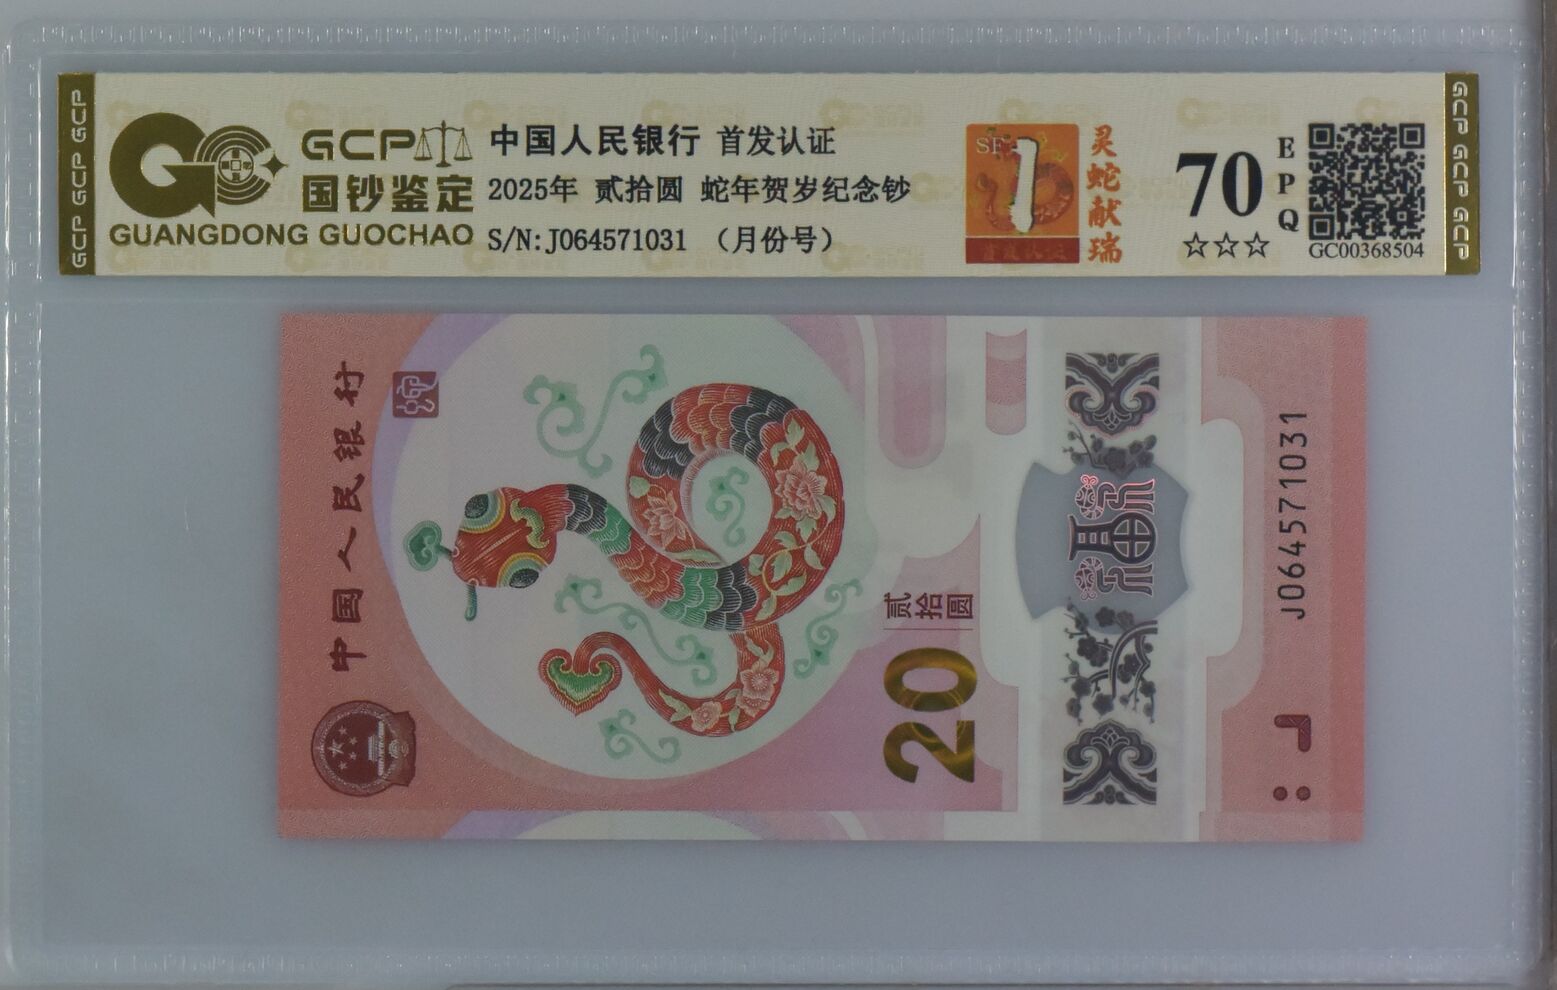 GCP GCP GCP
GCP
国钞鉴定
GUANGDONG GUOCHAO
中国人民银行 首发认证
2025年 贰拾圆 蛇年贺岁纪念钞
S/N:J064571031 （月份号）
1
灵蛇献瑞
70
EPQ
☆☆☆
GC00368504
GCP GCP GCP
中国人民银行
贰拾圆
20
J064571031